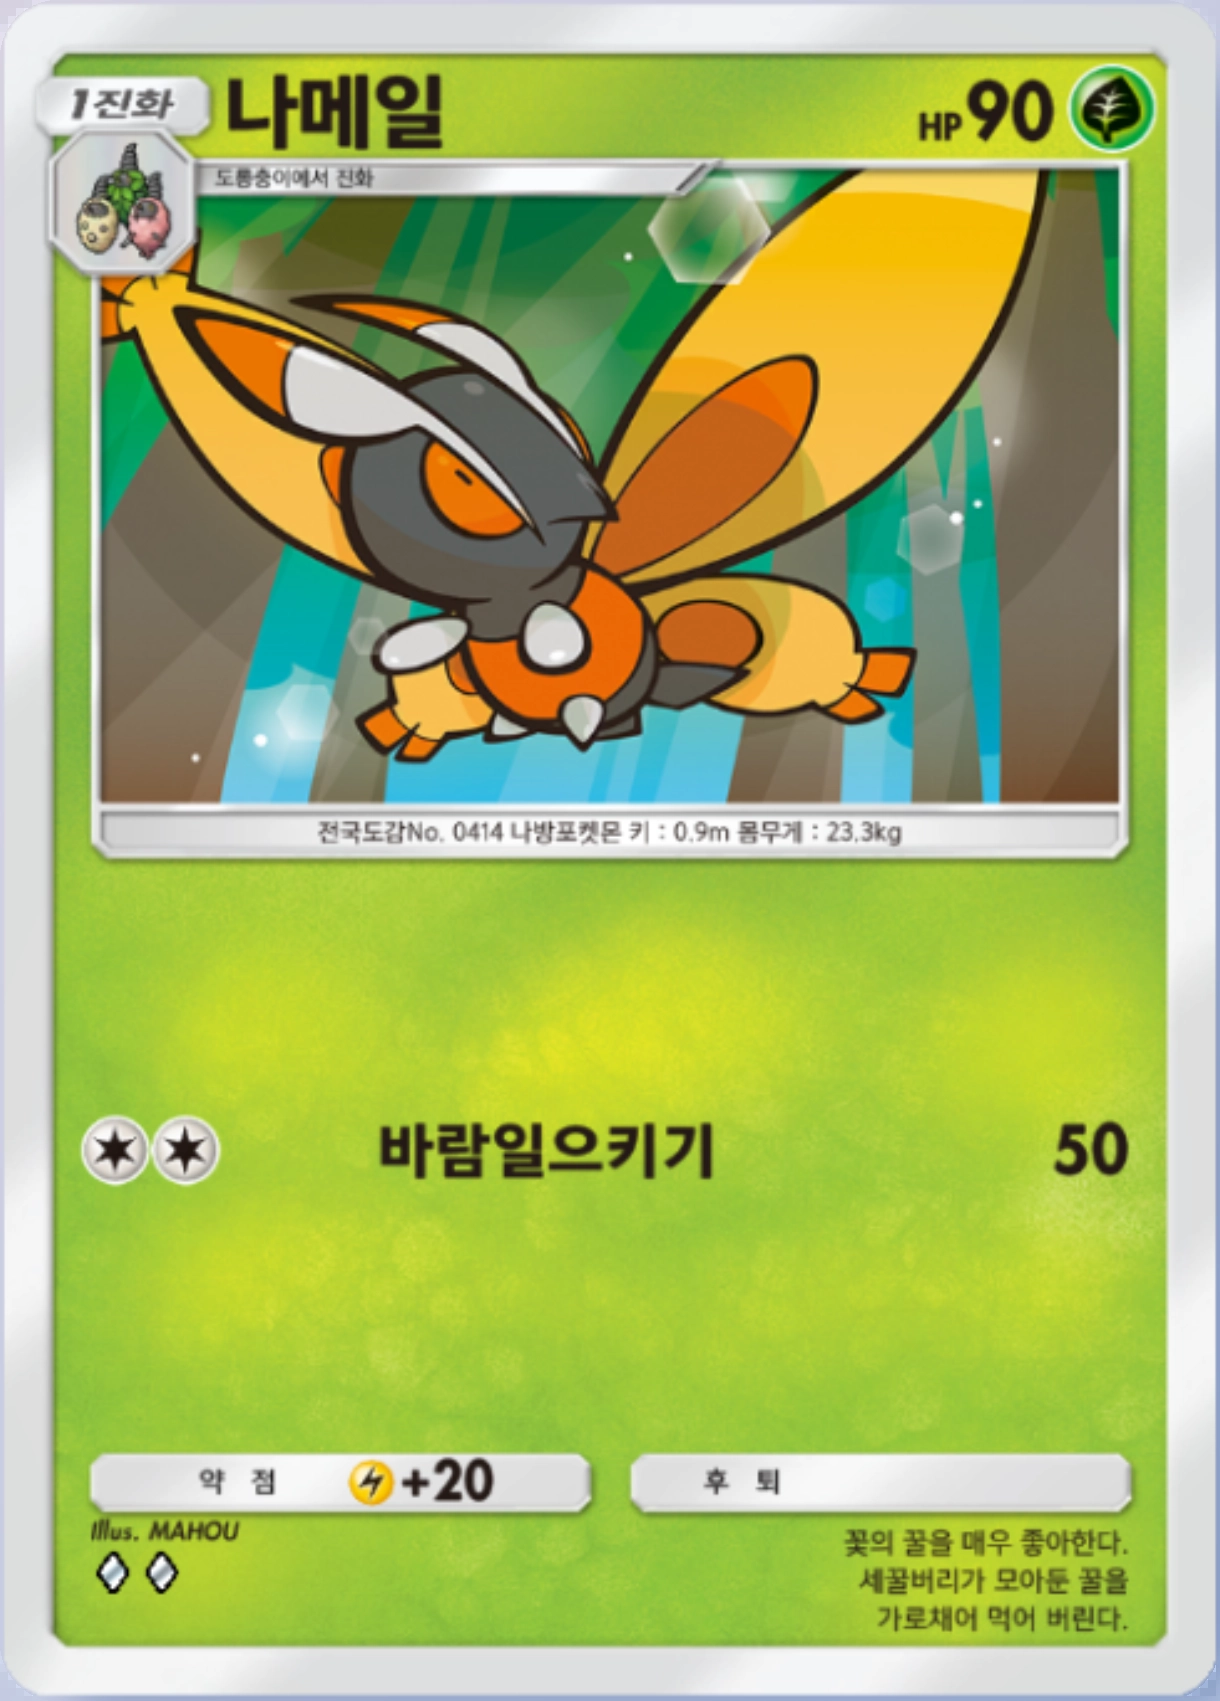 1진화
나메일
HP 90
도롱충이에서 진화
전국도감No. 0414 나방포켓몬 키 : 0.9m 몸무게 : 23.3kg
바람일으키기 50
약 점 +20
후 퇴
Illus. MAHOU
꽃의 꿀을 매우 좋아한다.
세꿀버리가 모아둔 꿀을
가로채어 먹어 버린다.